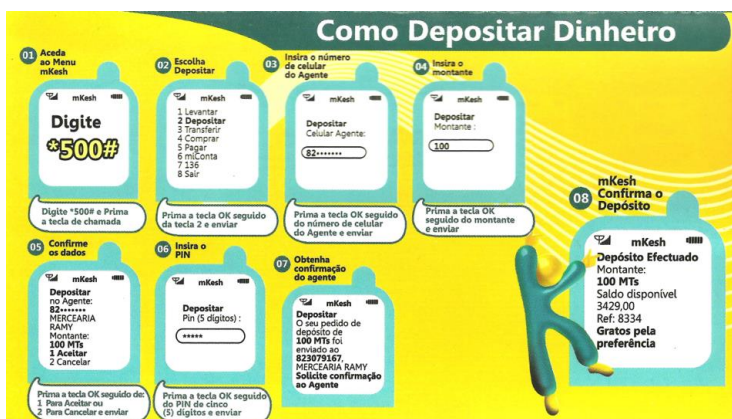 Como Depositar Dinheiro
01 Aceda
ao Menu
mKesh
mKesh
Digite
*500#
Digite *500# e Prima
a tecla de chamada
02 Escolha
Depositar
mKesh
1 Levantar
2 Depositar
3 Transferir
4 Comprar
5 Pagar
6 miConta
7 136
8 Sair
Prima a tecla OK seguido
da tecla 2 e enviar
03 Insira o número
de celular
do Agente
mKesh
Depositar
Celular Agente:
82•••••••
Prima a tecla OK seguido
do número de celular
do Agente e enviar
04 Insira o
montante
mKesh
Depositar
Montante :
100
Prima a tecla OK
seguido do montante
e enviar
05 Confirme
os dados
mKesh
Depositar
no Agente:
82•••••••
MERCEARIA
RAMY
Montante:
100 MTs
1 Aceitar
2 Cancelar
Prima a tecla OK seguido de:
1 Para Aceitar ou
2 Para Cancelar e enviar
06 Insira o
PIN
mKesh
Depositar
Pin (5 dígitos) :
*****
Prima a tecla OK seguido
do PIN de cinco
(5) dígitos e enviar
07 Obtenha
confirmação
do agente
mKesh
Depositar
O seu pedido de
depósito de
100 MTs foi
enviado ao
823079167,
MERCEARIA RAMY
Solicite confirmação
ao Agente
08 mKesh
Confirma o
Depósito
mKesh
Depósito Efectuado
Montante:
100 MTs
Saldo disponível
3429,00
Ref: 8334
Gratos pela
preferência